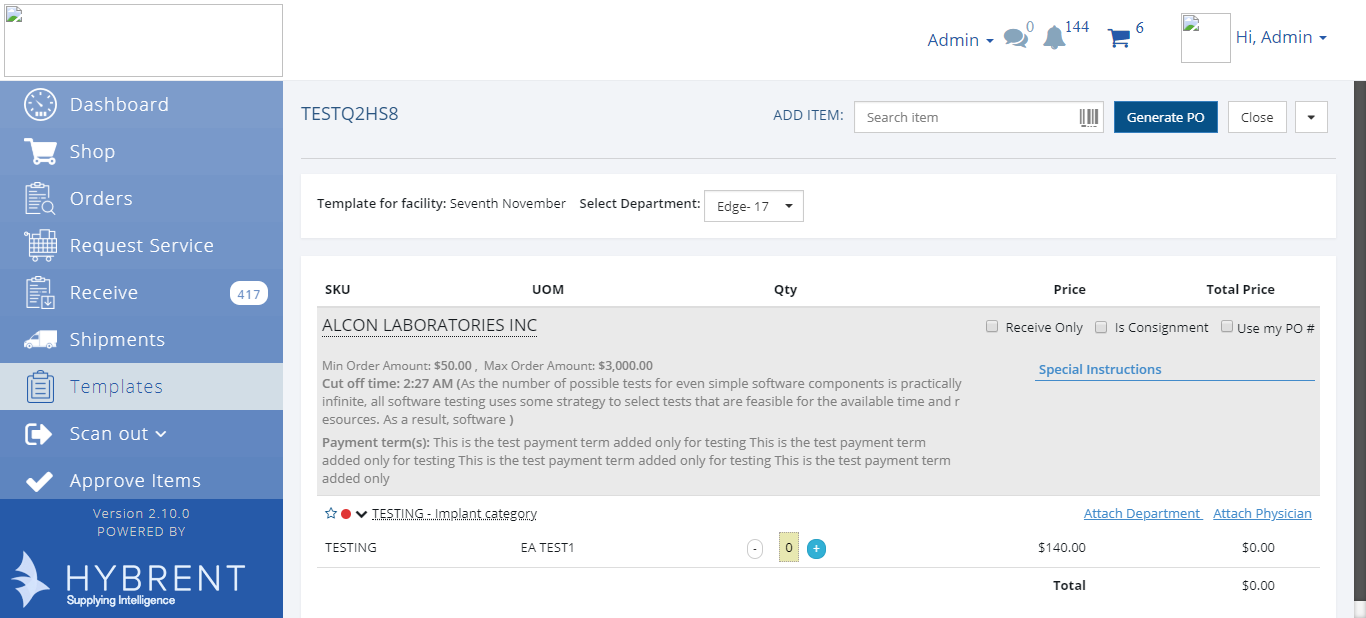 Admin 0 144 6 Hi, Admin
Dashboard
Shop
Orders
Request Service
Receive 417
Shipments
Templates
Scan out
Approve Items
Version 2.10.0
POWERED BY
HYBRENT
Supplying Intelligence
TESTQ2HS8 ADD ITEM: Search item Generate PO Close
Template for facility: Seventh November Select Department: Edge- 17
SKU UOM Qty Price Total Price
ALCON LABORATORIES INC Receive Only Is Consignment Use my PO #
Min Order Amount: $50.00 , Max Order Amount: $3,000.00
Special Instructions
Cut off time: 2:27 AM (As the number of possible tests for even simple software components is practically
infinite, all software testing uses some strategy to select tests that are feasible for the available time and r
esources. As a result, software )
Payment term(s): This is the test payment term added only for testing This is the test payment term
added only for testing This is the test payment term added only for testing This is the test payment term
added only
TESTING - Implant category Attach Department Attach Physician
TESTING EA TEST1 - 0 + $140.00 $0.00
Total $0.00